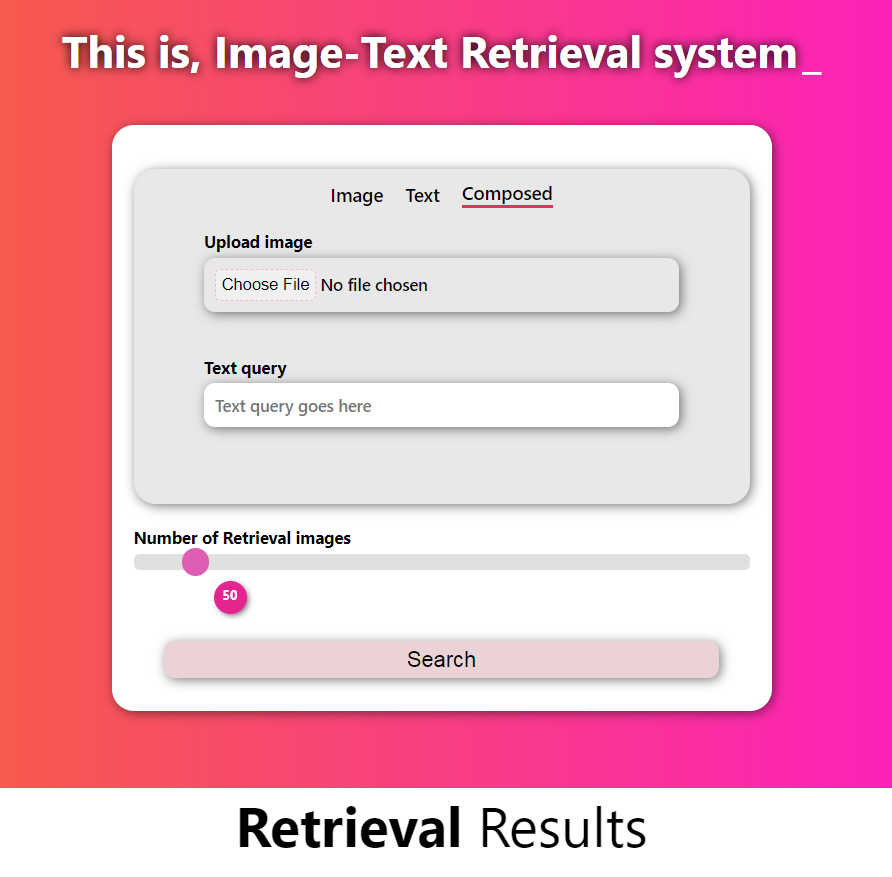 This is, Image-Text Retrieval system_
Image Text Composed
Upload image
Choose File No file chosen
Text query
Text query goes here
Number of Retrieval images
50
Search
Retrieval Results